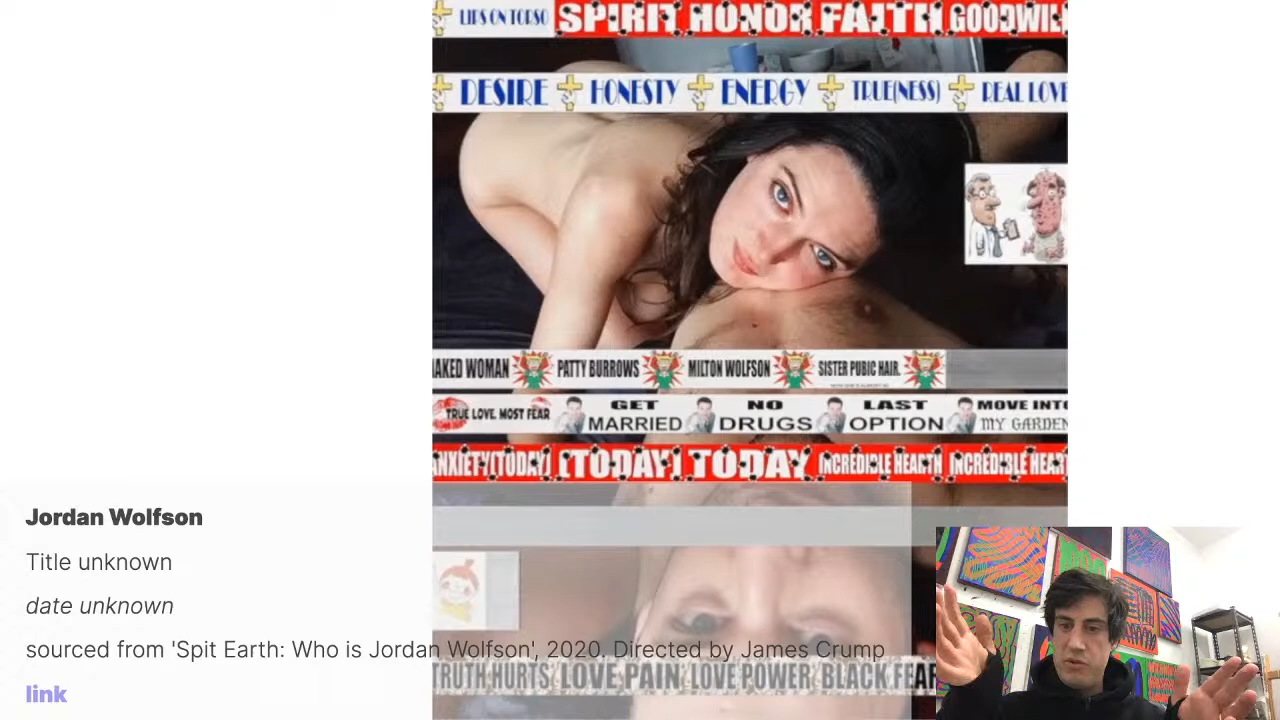 LIPS ON TORSO SPIRIT HONOR FAITH GOODWIL
DESIRE HONESTY ENERGY TRUE(NESS) REAL LOVE
AKED WOMAN PATTY BURROWS MILTON WOLFSON SISTER PUBIC HAIR.
TRUE LOVE. MOST FEAR GET MARRIED NO DRUGS LAST OPTION MOVE INTO MY GARDEN
ANXIETY (TODAY) (TODAY) TODAY INCREDIBLE HEARTH INCREDIBLE HEAR
Jordan Wolfson
Title unknown
date unknown
sourced from 'Spit Earth: Who is Jordan Wolfson', 2020. Directed by James Crump
TRUTH HURTS LOVE PAIN LOVE POWER BLACK FEAR
link